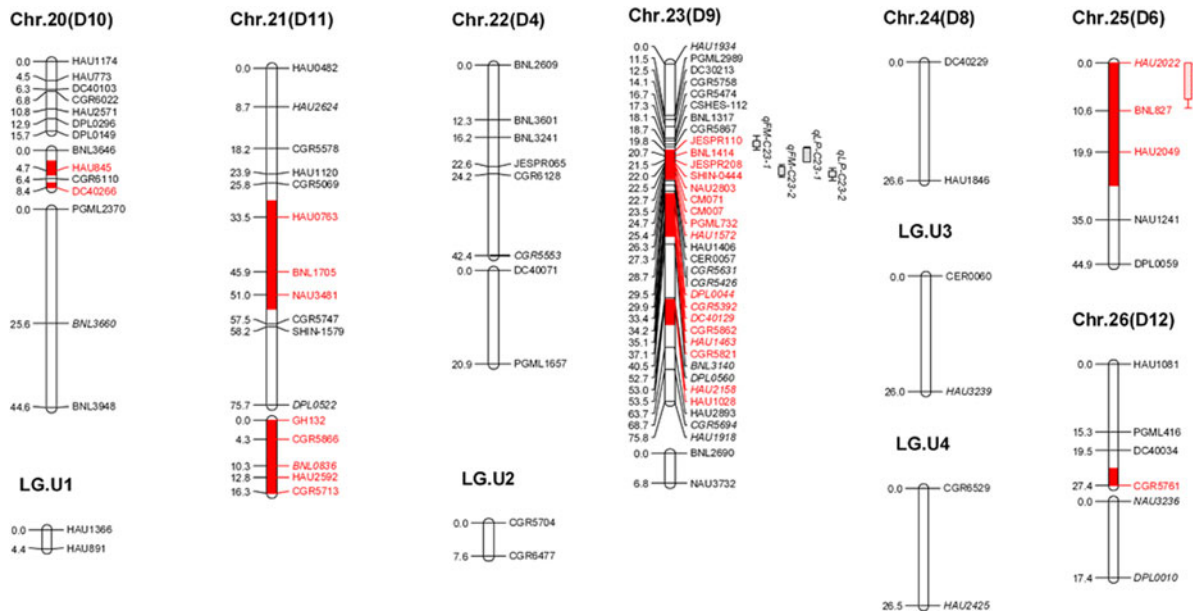 Chr.20(D10)
0.0 HAU1174
4.5 HAU773
6.3 DC40103
6.8 CGR6022
10.8 HAU2571
12.9 DPL0296
15.7 DPL0149
0.0 BNL3646
4.7 HAU845
6.4 CGR6110
8.4 DC40266
0.0 PGML2370
25.6 BNL3660
44.6 BNL3948
LG.U1
0.0 HAU1366
4.4 HAU891
Chr.21(D11)
0.0 HAU0482
8.7 HAU2624
18.2 CGR5578
23.9 HAU1120
25.8 CGR5069
33.5 HAU0763
45.9 BNL1705
51.0 NAU3481
57.5 CGR5747
58.2 SHIN-1579
75.7 DPL0522
0.0 GH132
4.3 CGR5866
10.3 BNL0836
12.8 HAU2592
16.3 CGR5713
Chr.22(D4)
0.0 BNL2609
12.3 BNL3601
16.2 BNL3241
22.6 JESPR065
24.2 CGR6128
42.4 CGR5553
0.0 DC40071
20.9 PGML1657
LG.U2
0.0 CGR5704
7.6 CGR6477
Chr.23(D9)
0.0 HAU1934
11.5 PGML2989
12.5 DC30213
14.1 CGR5758
16.7 CGR5474
17.3 CSHES-112
18.1 BNL1317
18.7 CGR5867
19.8 JESPR110
20.7 BNL1414
21.5 JESPR208
22.0 SHIN-0444
22.5 NAU2803
22.7 CM071
23.5 CM007
24.7 PGML732
25.4 HAU1572
26.3 HAU1406
27.3 CER0057
28.7 CGR5631
CGR5426
29.5 DPL0044
29.9 CGR5392
33.4 DC40129
34.2 CGR5862
35.1 HAU1463
37.1 CGR5821
40.5 BNL3140
52.7 DPL0560
53.0 HAU2158
53.5 HAU1028
63.7 HAU2893
68.7 CGR5694
75.8 HAU1918
0.0 BNL2690
6.8 NAU3732
qFM-C23-1
qFM-C23-2
qLP-C23-1
qLP-C23-2
Chr.24(D8)
0.0 DC40229
26.6 HAU1846
LG.U3
0.0 CER0060
26.0 HAU3239
LG.U4
0.0 CGR6529
26.5 HAU2425
Chr.25(D6)
0.0 HAU2022
10.6 BNL827
19.9 HAU2049
35.0 NAU1241
44.9 DPL0059
Chr.26(D12)
0.0 HAU1081
15.3 PGML416
19.5 DC40034
27.4 CGR5761
0.0 NAU3236
17.4 DPL0010